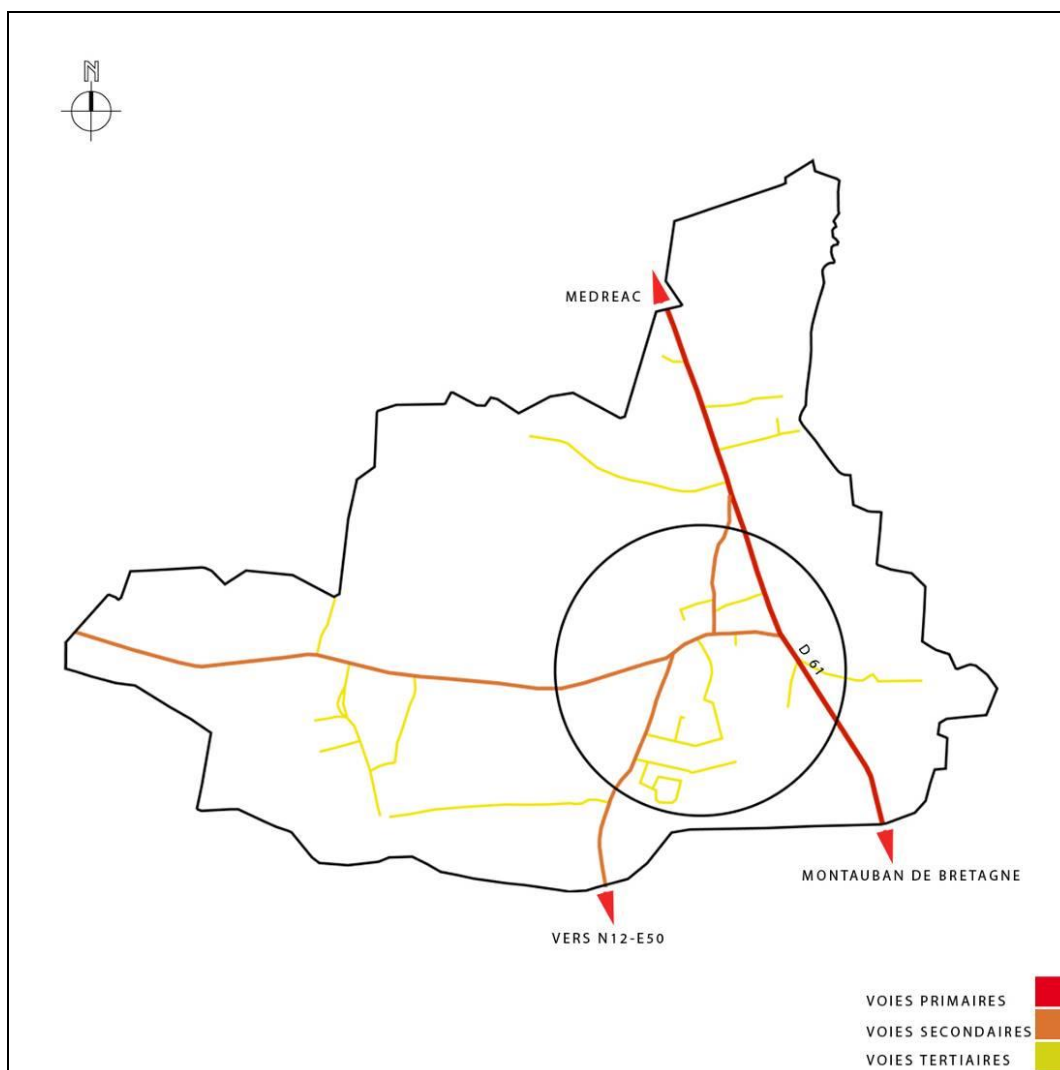 N
MEDREAC
D 61
MONTAUBAN DE BRETAGNE
VERS N12-E50
VOIES PRIMAIRES
VOIES SECONDAIRES
VOIES TERTIAIRES